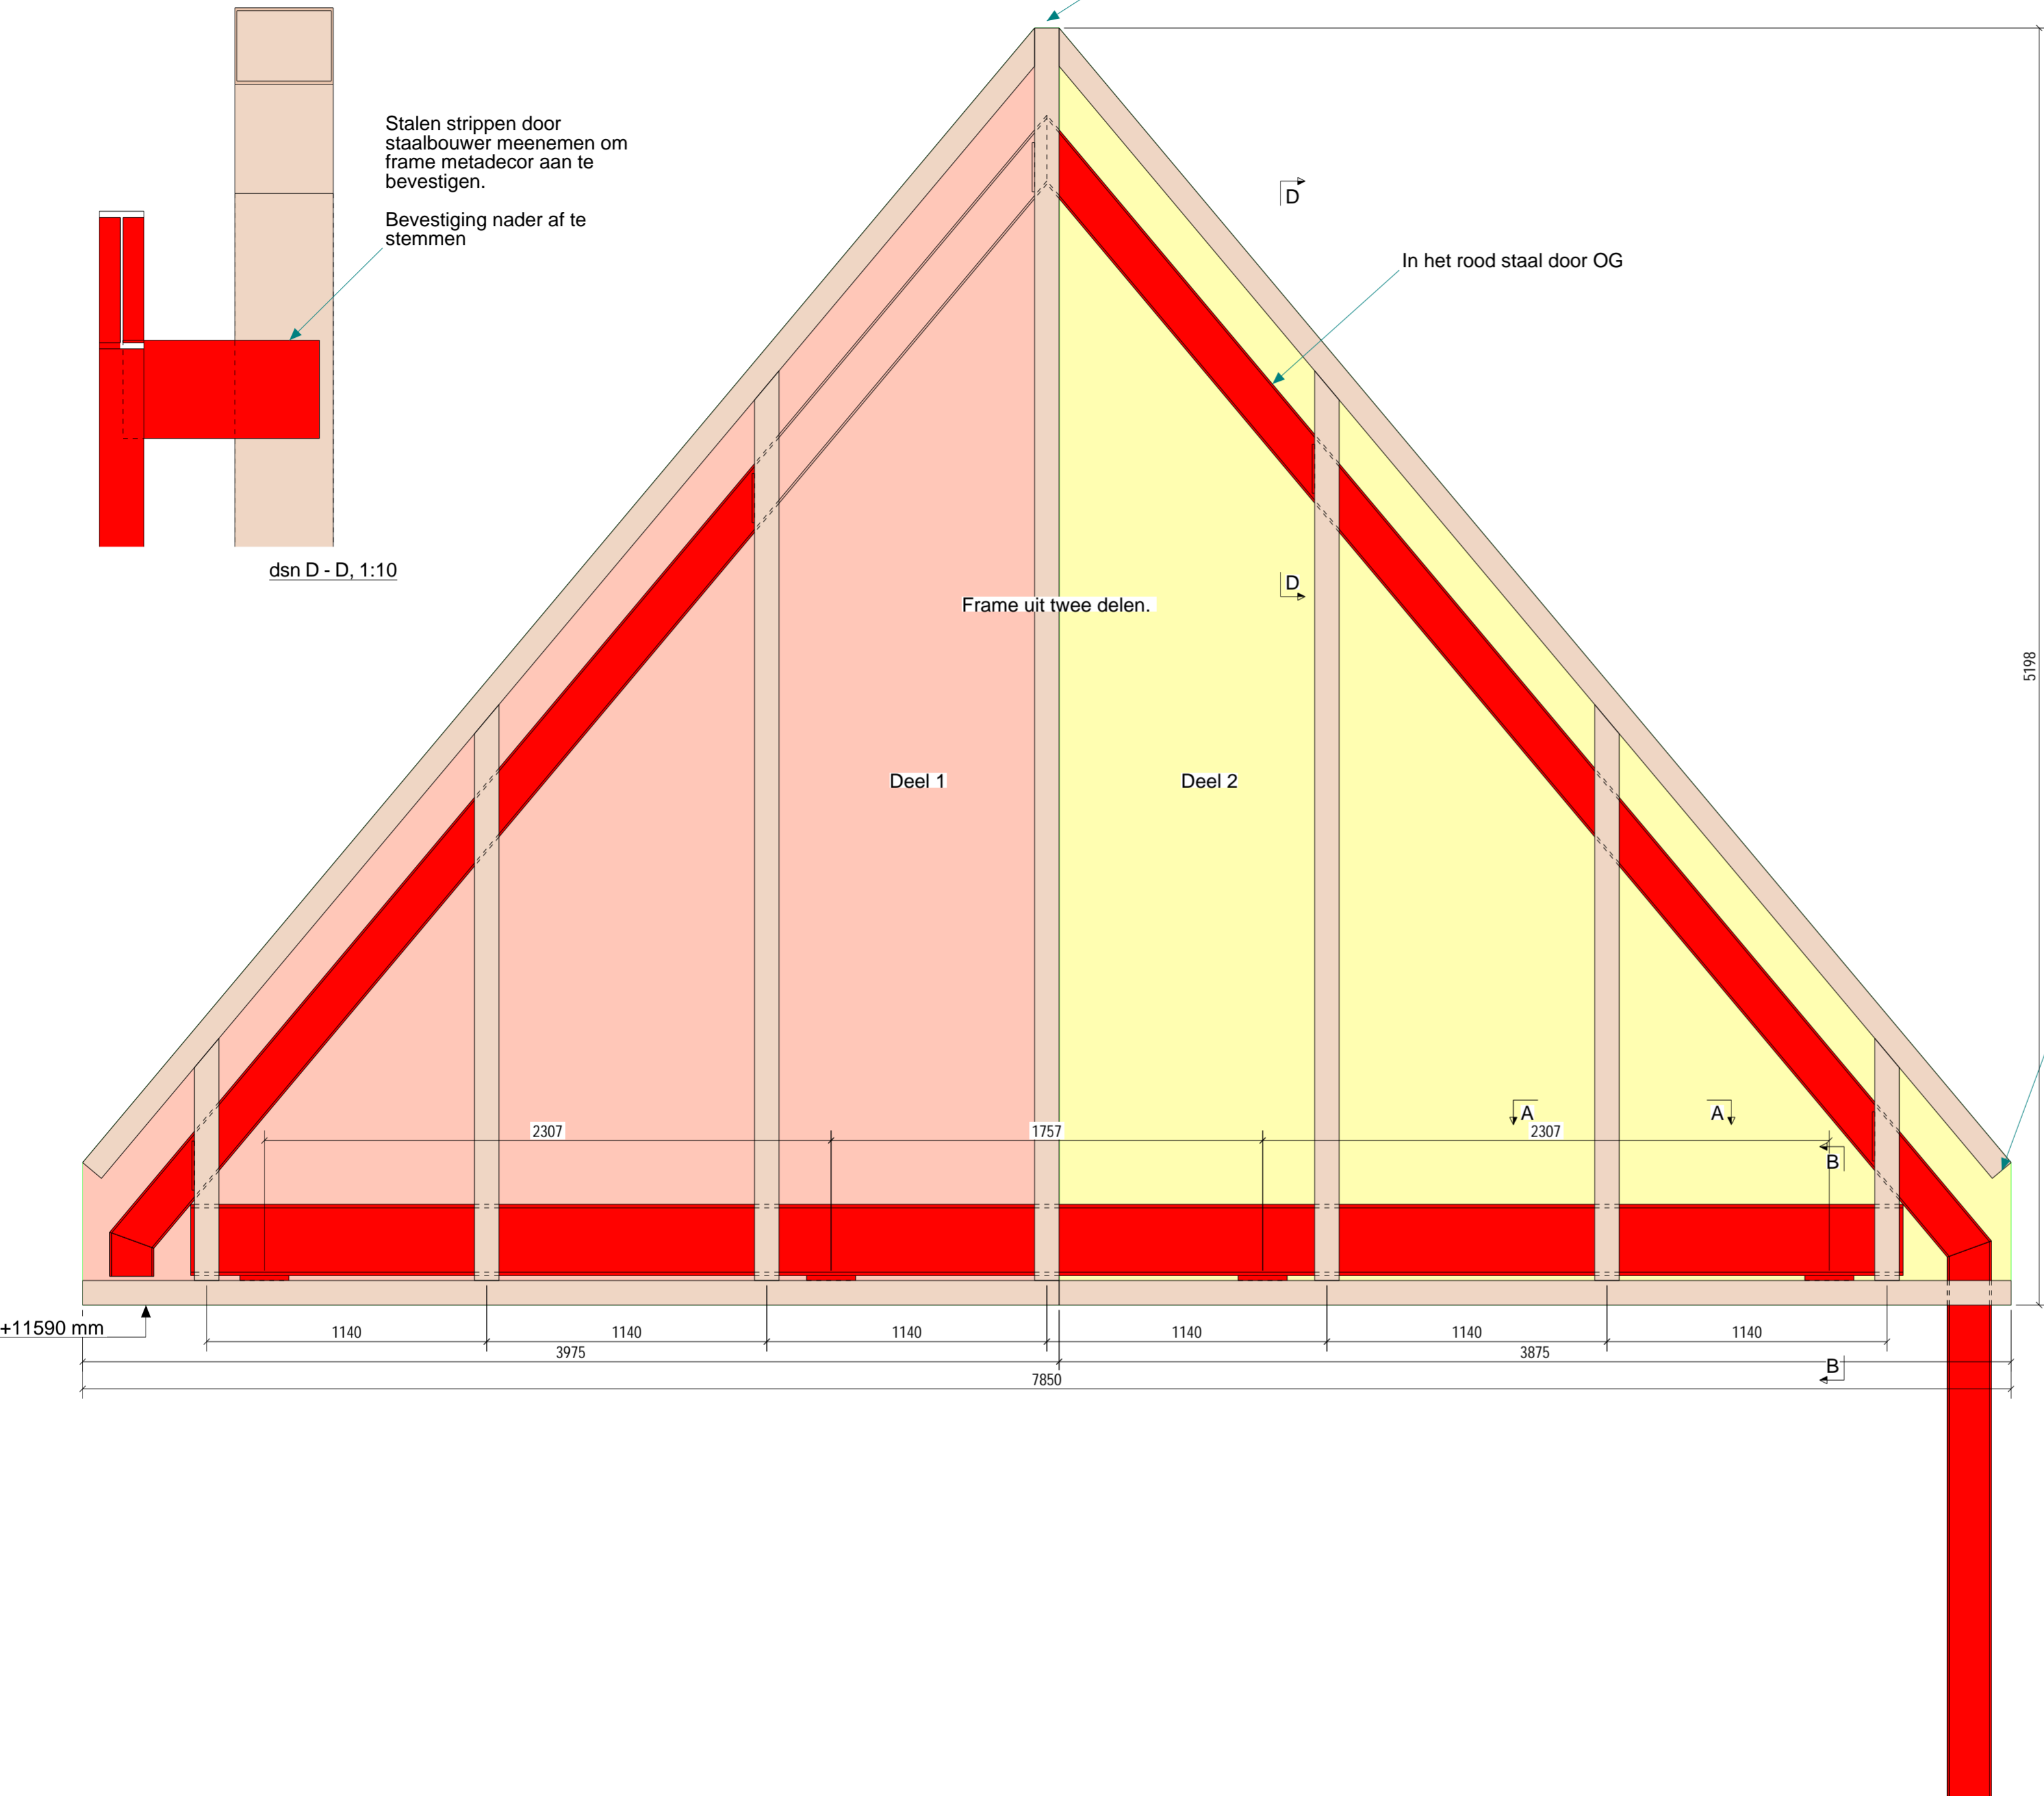 Stalen strippen door
staalbouwer meenemen om
frame metadecor aan te
bevestigen.
Bevestiging nader af te
stemmen
dsn D - D, 1:10
D
In het rood staal door OG
D
Frame uit twee delen.
5198
Deel 1
Deel 2
A
A
2307
1757
2307
B
+11590 mm
1140
1140
1140
1140
1140
1140
3975
3875
B
7850